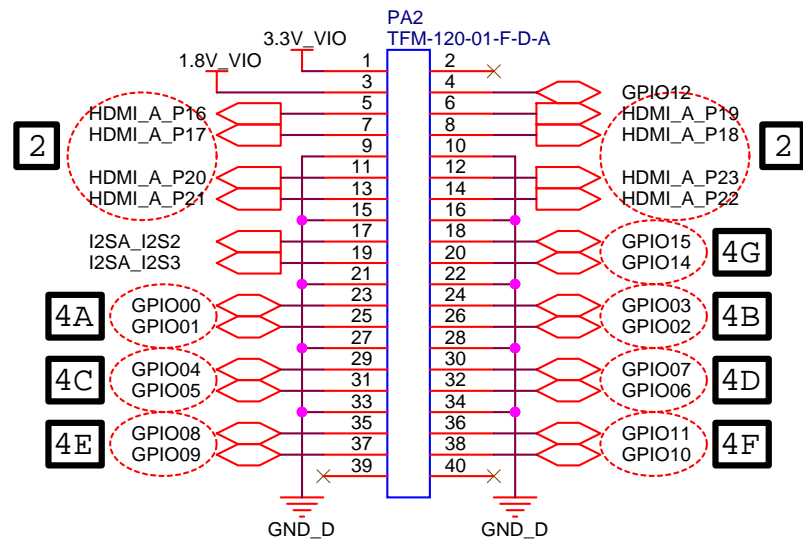 PA2
TFM-120-01-F-D-A
3.3V_VIO
1 2
1.8V_VIO
3 4 GPIO12
HDMI_A_P16 5 6 HDMI_A_P19
2 HDMI_A_P17 7 8 HDMI_A_P18 2
9 10
HDMI_A_P20 11 12 HDMI_A_P23
HDMI_A_P21 13 14 HDMI_A_P22
15 16
I2SA_I2S2 17 18 GPIO15
I2SA_I2S3 19 20 GPIO14 4G
21 22
4A GPIO00 23 24 GPIO03 4B
GPIO01 25 26 GPIO02
27 28
4C GPIO04 29 30 GPIO07 4D
GPIO05 31 32 GPIO06
33 34
4E GPIO08 35 36 GPIO11 4F
GPIO09 37 38 GPIO10
39 40
GND_D GND_D